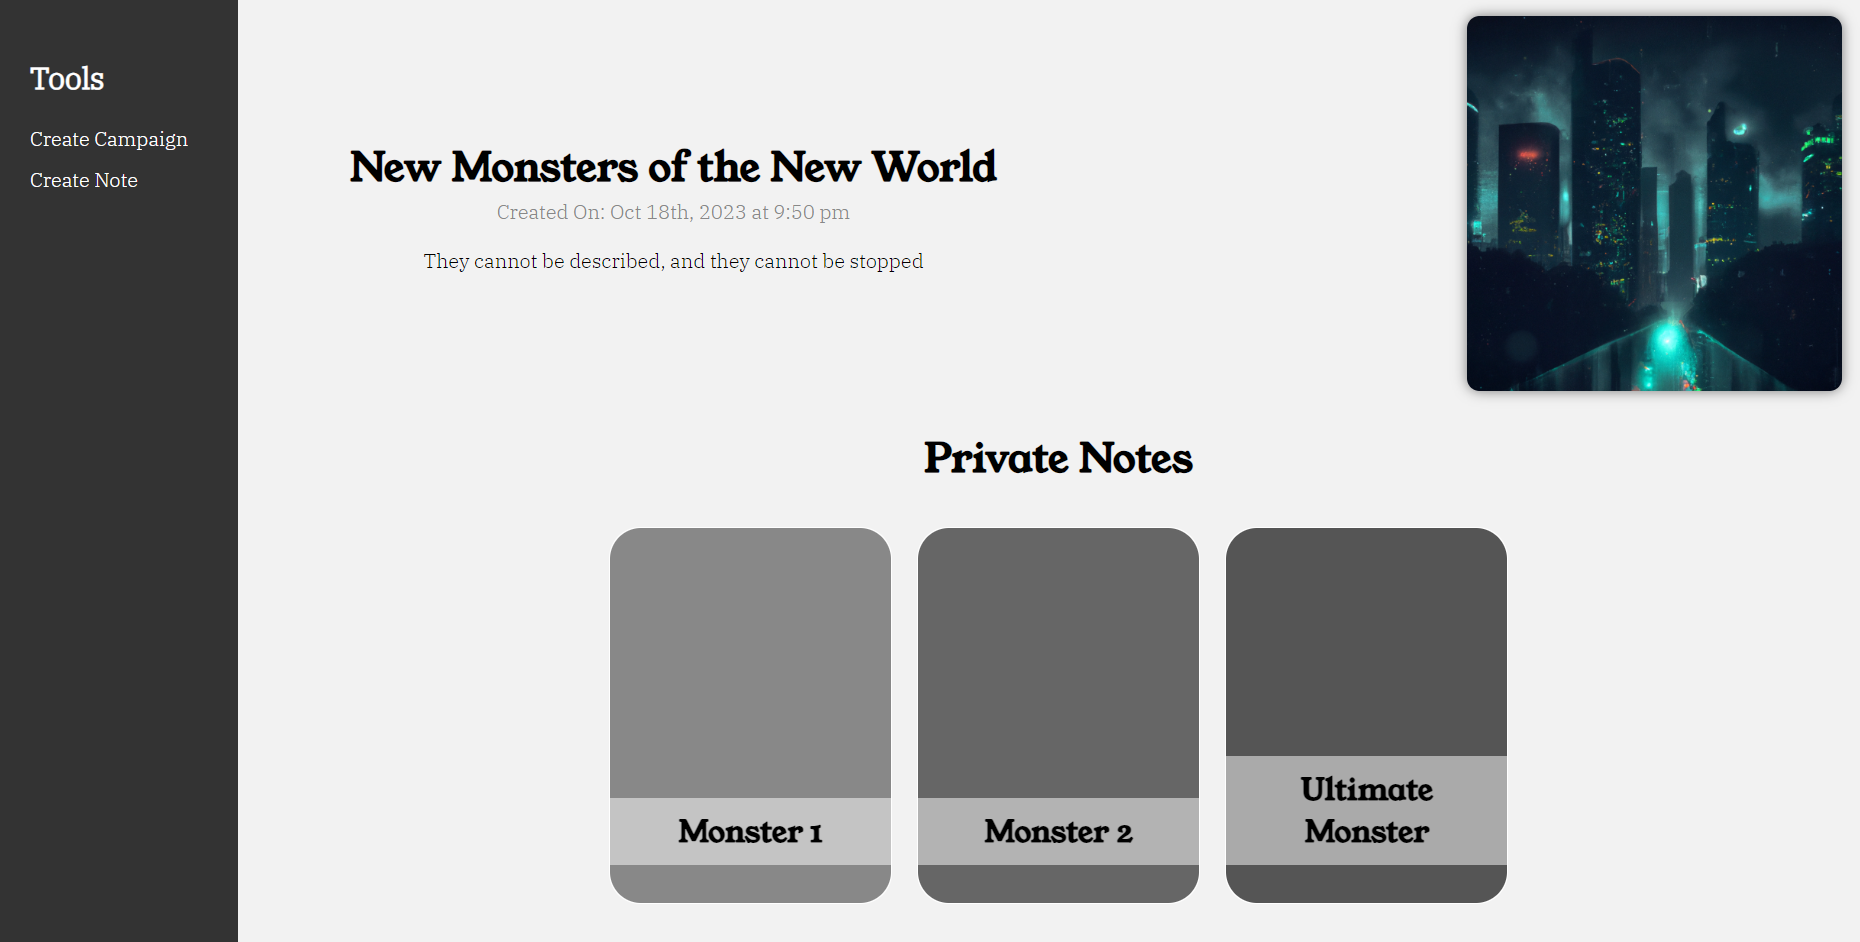 Tools
Create Campaign
Create Note
New Monsters of the New World
Created On: Oct 18th, 2023 at 9:50 pm
They cannot be described, and they cannot be stopped
Private Notes
Monster 1
Monster 2
Ultimate
Monster